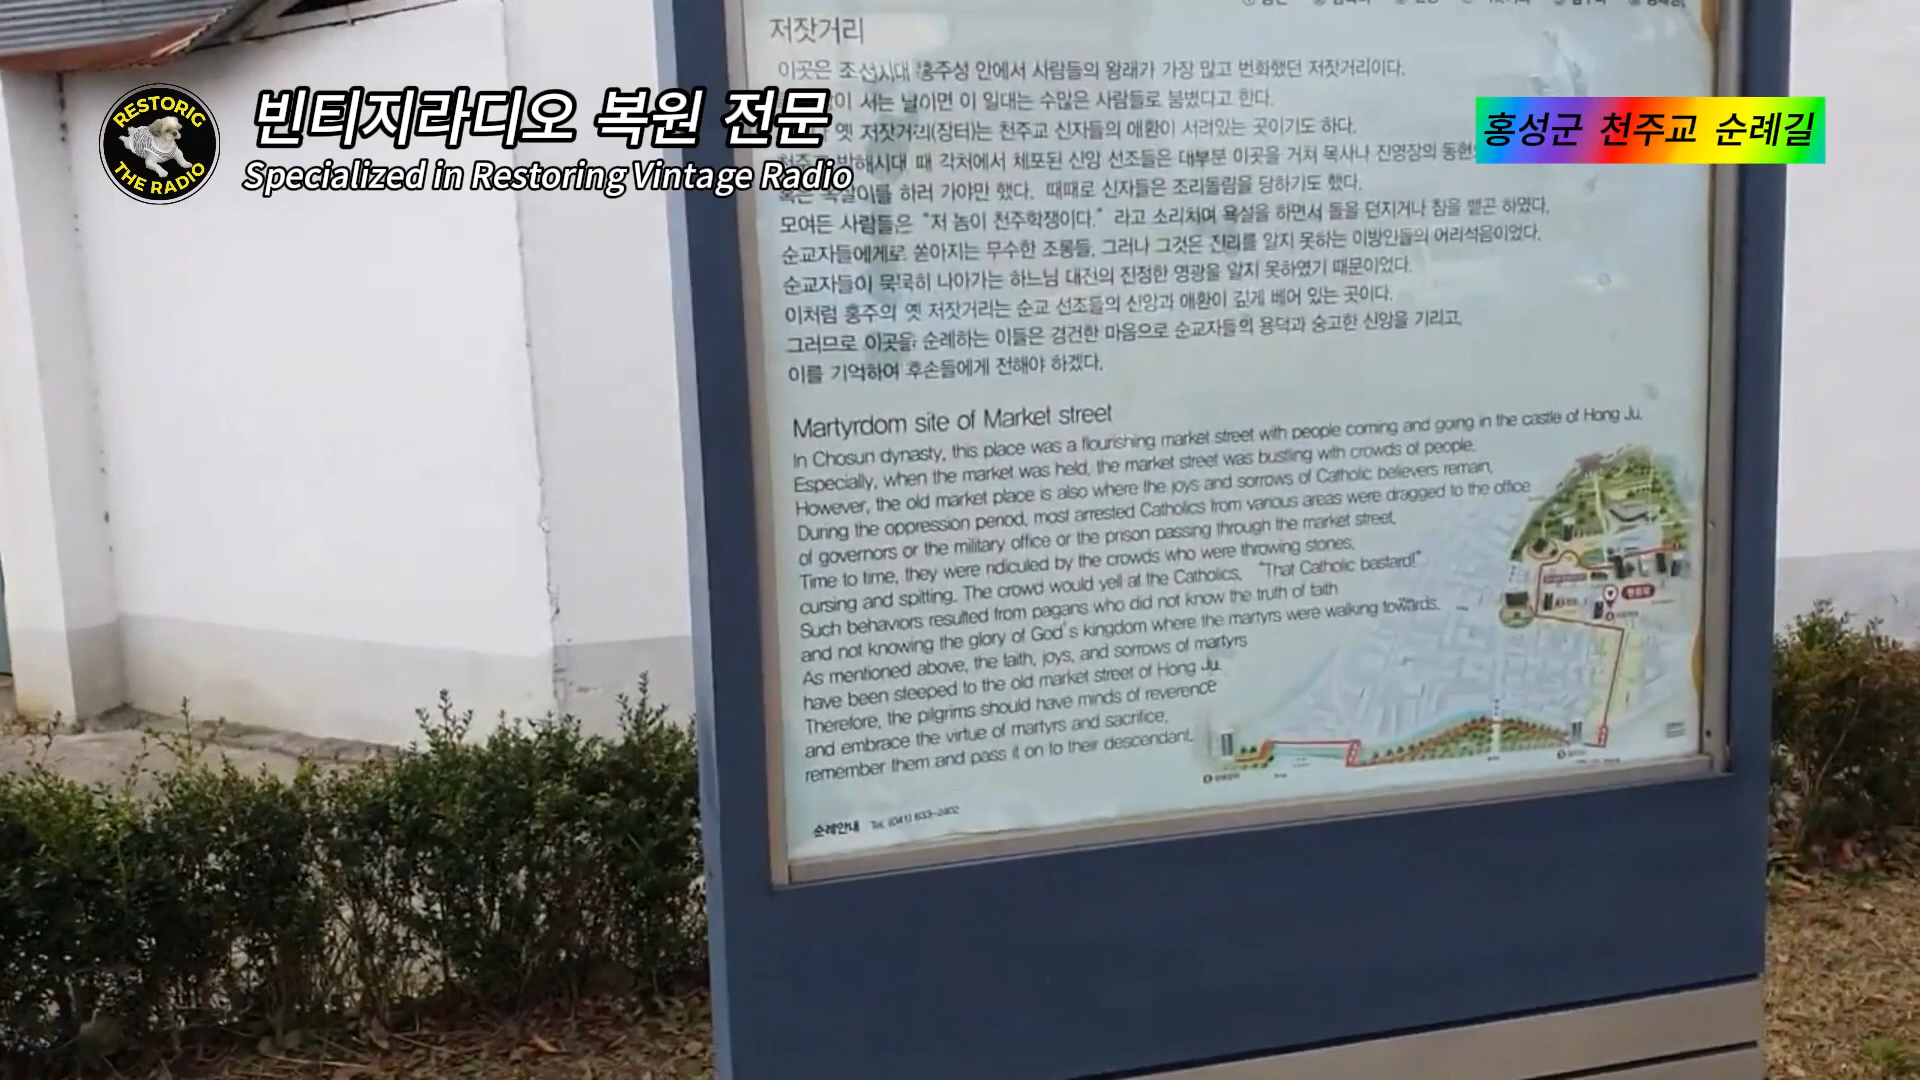 저잣거리
이곳은 조선시대 홍주성 안에서 사람들의 왕래가 가장 많고 번화했던 저잣거리이다.
서는 날이면 이 일대는 수많은 사람들로 붐볐다고 한다.
옛 저잣거리(장터)는 천주교 신자들의 애환이 서려있는 곳이기도 하다.
박해시대 때 각처에서 체포된 신앙 선조들은 대부분 이곳을 거쳐 목사나 진영장의
옥살이를 하러 가야만 했다. 때때로 신자들은 조리돌림을 당하기도 했다.
모여든 사람들은 “저 놈이 천주학쟁이다.” 라고 소리치며 욕설을 하면서 돌을 던지거나 침을 뱉곤 하였다.
순교자들에게로 쏟아지는 무수한 조롱들, 그러나 그것은 진리를 알지 못하는 이방인들의 어리석음이었다.
순교자들이 묵묵히 나아가는 하느님 대전의 진정한 영광을 알지 못하였기 때문이었다.
이처럼 홍주의 옛 저잣거리는 순교 선조들의 신앙과 애환이 깊게 베어 있는 곳이다.
그러므로 이곳을 순례하는 이들은 경건한 마음으로 순교자들의 용덕과 숭고한 신앙을 기리고,
이를 기억하여 후손들에게 전해야 하겠다.
Martyrdom site of Market street
In Chosun dynasty, this place was a flourishing market street with people coming and going in the castle of Hong Ju.
Especially, when the market was held, the market street was bustling with crowds of people.
However, the old market place is also where the joys and sorrows of Catholic believers remain.
During the oppression period, most arrested Catholics from various areas were dragged to the office
of governors or the military office or the prison passing through the market street.
Time to time, they were ridiculed by the crowds who were throwing stones,
cursing and spitting. The crowd would yell at the Catholics, “That Catholic bastard!”
Such behaviors resulted from pagans who did not know the truth of faith
and not knowing the glory of God's kingdom where the martyrs were walking towards.
As mentioned above, the faith, joys, and sorrows of martyrs
have been steeped to the old market street of Hong Ju.
Therefore, the pilgrims should have minds of reverence
and embrace the virtue of martyrs and sacrifice,
remember them and pass it on to their descendant.
순례안내 Tel. (041) 633-2402
RESTORIG
THE RADIO
빈티지라디오 복원 전문
Specialized in Restoring Vintage Radio
홍성군 천주교 순례길